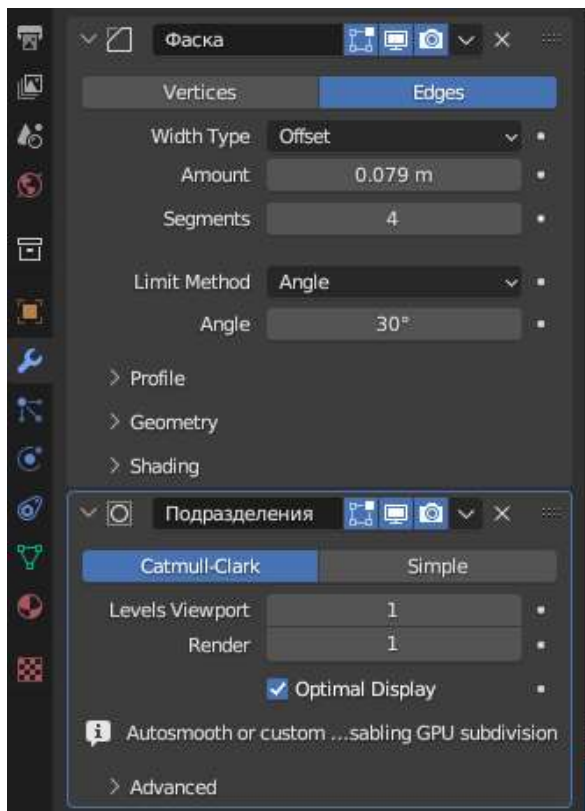 Фаска
Vertices Edges
Width Type Offset
Amount 0.079 m
Segments 4
Limit Method Angle
Angle 30°
Profile
Geometry
Shading
Подразделения
Catmull-Clark Simple
Levels Viewport 1
Render 1
Optimal Display
Autosmooth or custom ...sabling GPU subdivision
Advanced